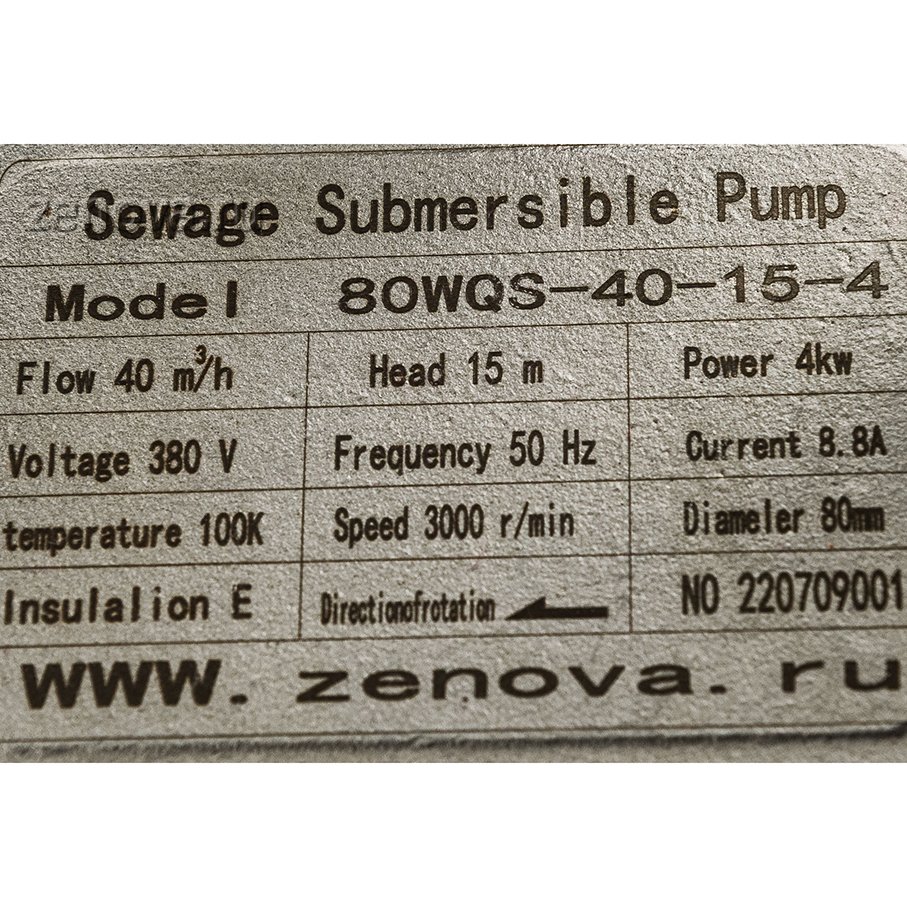 Sewage Submersible Pump
Model 80WQS-40-15-4
Flow 40 m³/h Head 15 m Power 4kw
Voltage 380 V Frequency 50 Hz Current 8.8A
temperature 100K Speed 3000 r/min Diameler 80mm
Insulalion E Directionofrotation NO 220709001
WWW. zenova. ru